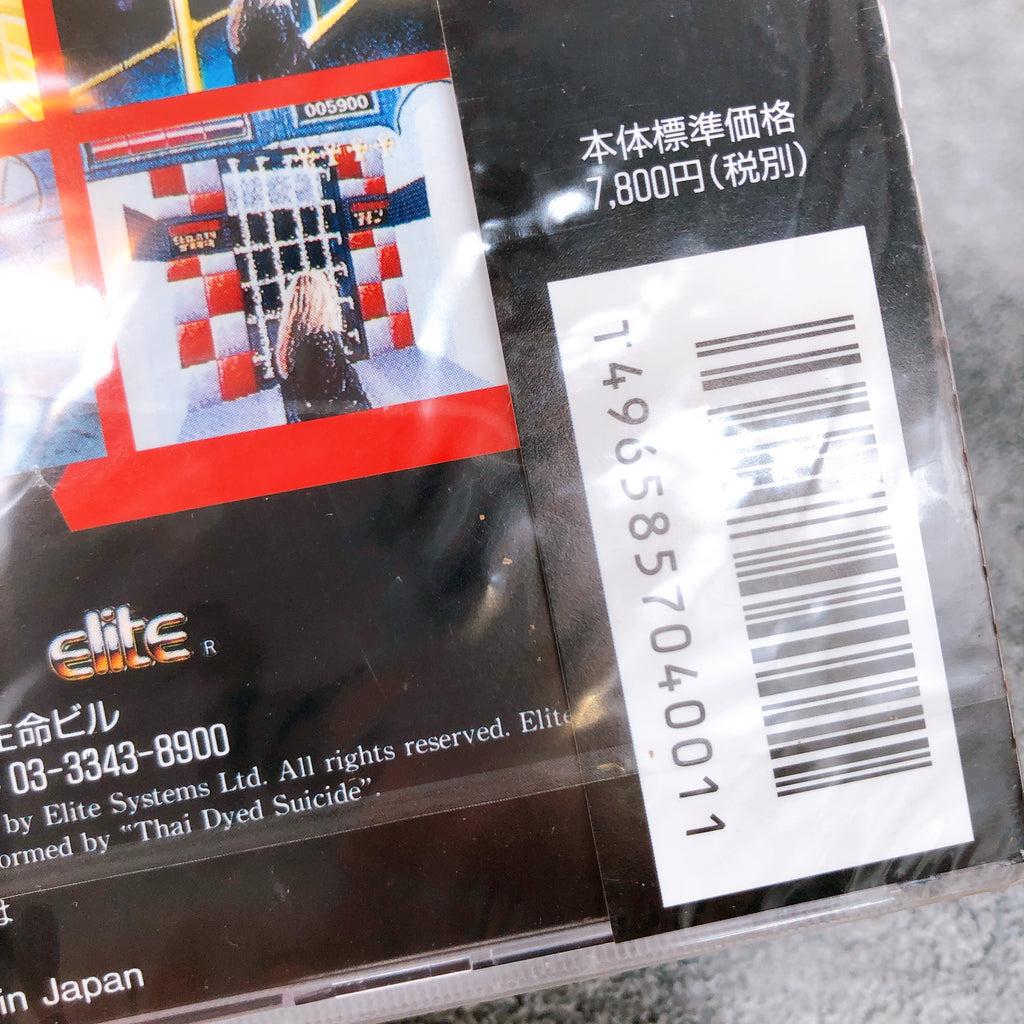 005900
本体標準価格
7,800円(税別)
T4965857040011
elite R
命ビル
03-3343-8900
by Elite Systems Ltd. All rights reserved. Elite
ormed by "Thai Dyed Suicide".
は
in Japan